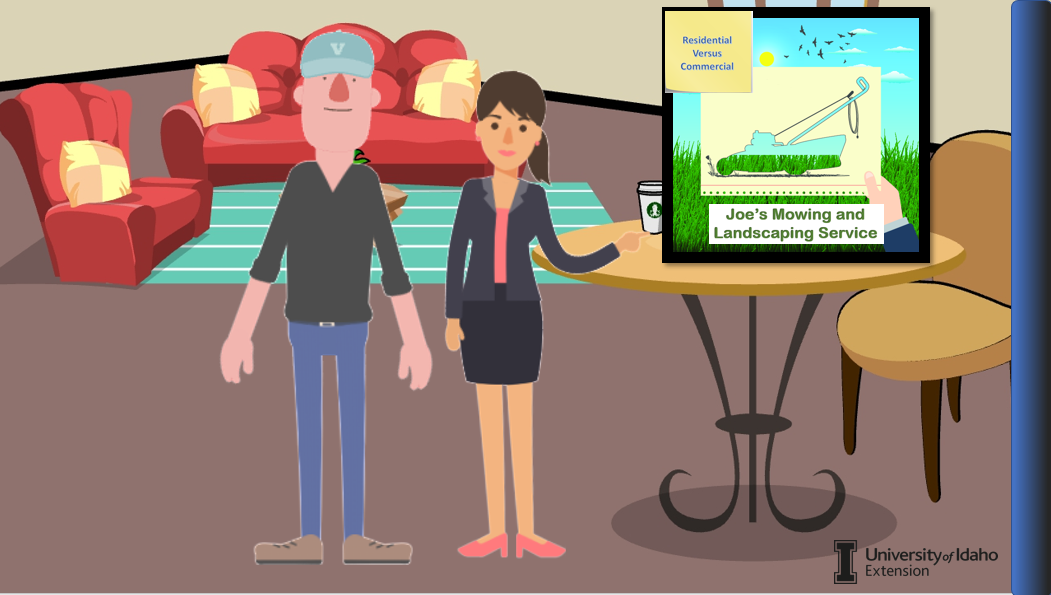 V
Residential
Versus
Commercial
Joe's Mowing and
Landscaping Service
I
University of Idaho
Extension